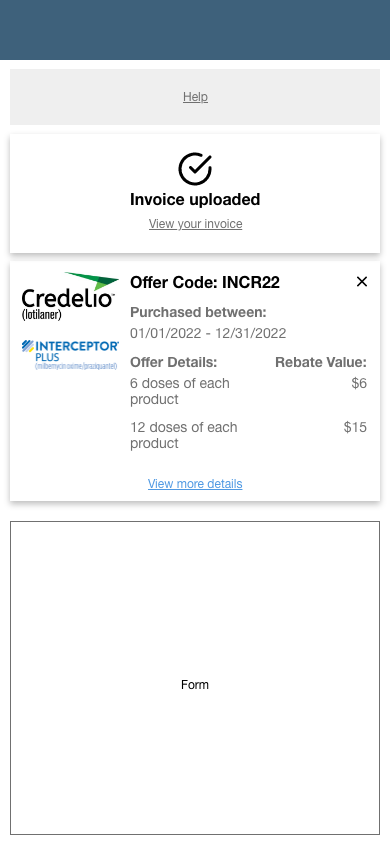 Help
Invoice uploaded
View your invoice
Credelio™
(lotilaner)
INTERCEPTOR
PLUS
(milbemycin oxime/praziquantel)
Offer Code: INCR22
Purchased between:
01/01/2022 - 12/31/2022
Offer Details: Rebate Value:
6 doses of each $6
product
12 doses of each $15
product
View more details
Form